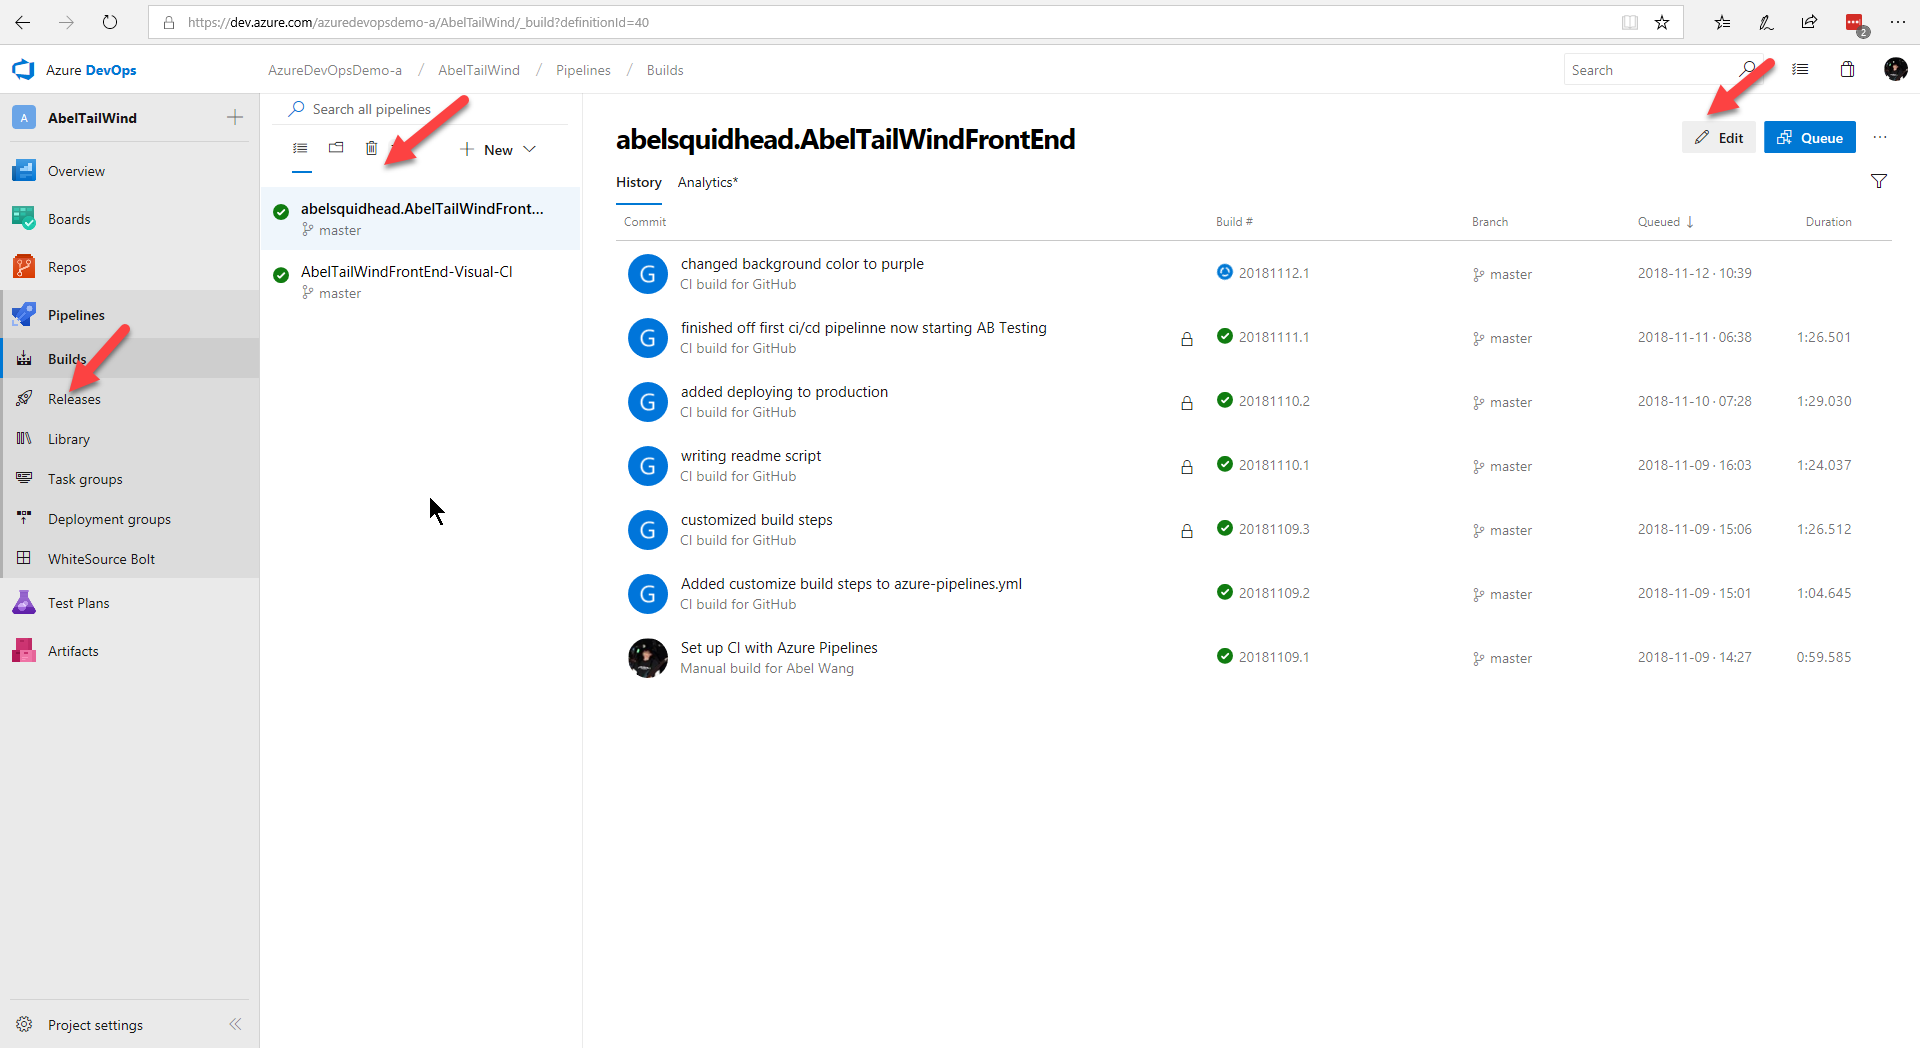 https://dev.azure.com/azuredevopsdemo-a/AbelTailWind/_build?definitionId=40
2
Azure DevOps
AzureDevOpsDemo-a / AbelTailWind / Pipelines / Builds
Search
A AbelTailWind
Overview
Boards
Repos
Pipelines
Builds
Releases
Library
Task groups
Deployment groups
WhiteSource Bolt
Test Plans
Artifacts
Project settings
Search all pipelines
New
abelsquidhead.AbelTailWindFront...
master
AbelTailWindFrontEnd-Visual-CI
master
abelsquidhead.AbelTailWindFrontEnd
Edit
Queue
History Analytics*
Commit Build # Branch Queued ↓ Duration
G changed background color to purple 20181112.1 master 2018-11-12 · 10:39
CI build for GitHub
G finished off first ci/cd pipelinne now starting AB Testing 20181111.1 master 2018-11-11 · 06:38 1:26.501
CI build for GitHub
G added deploying to production 20181110.2 master 2018-11-10 · 07:28 1:29.030
CI build for GitHub
G writing readme script 20181110.1 master 2018-11-09 · 16:03 1:24.037
CI build for GitHub
G customized build steps 20181109.3 master 2018-11-09 · 15:06 1:26.512
CI build for GitHub
G Added customize build steps to azure-pipelines.yml 20181109.2 master 2018-11-09 · 15:01 1:04.645
CI build for GitHub
Set up CI with Azure Pipelines 20181109.1 master 2018-11-09 · 14:27 0:59.585
Manual build for Abel Wang